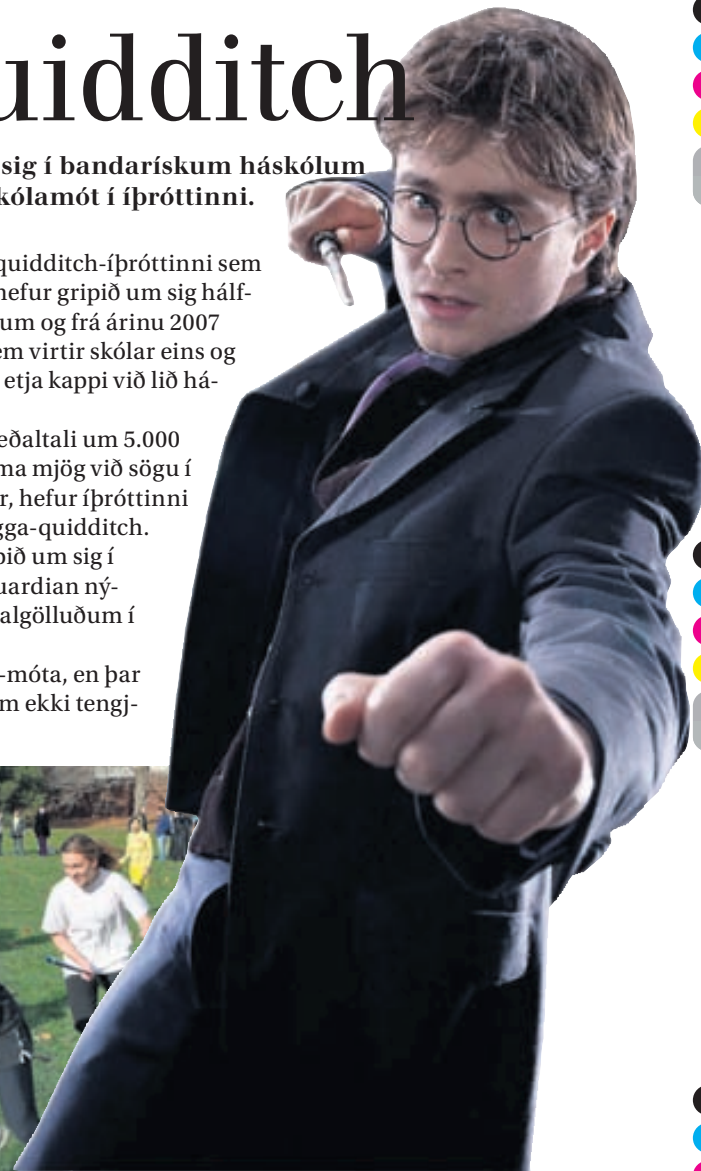 uidditch
sig í bandarískum háskólum
kólamót í íþróttinni.
quidditch-íþróttinni sem
hefur gripið um sig hálf-
um og frá árinu 2007
em virtir skólar eins og
etja kappi við lið há-
eðaltali um 5.000
ma mjög við sögu í
r, hefur íþróttinni
gga-quidditch.
pið um sig í
uardian ný-
algölluðum í
-móta, en þar
m ekki tengj-